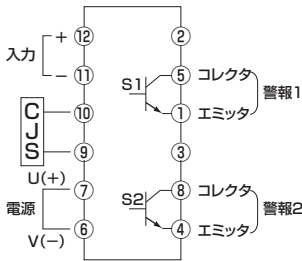 入力
+ ⑫
− ⑪
CJS
⑩
⑨
電源
U(+) ⑦
V(−) ⑥
②
S1
⑤ コレクタ
① エミッタ
警報1
③
S2
⑧ コレクタ
④ エミッタ
警報2